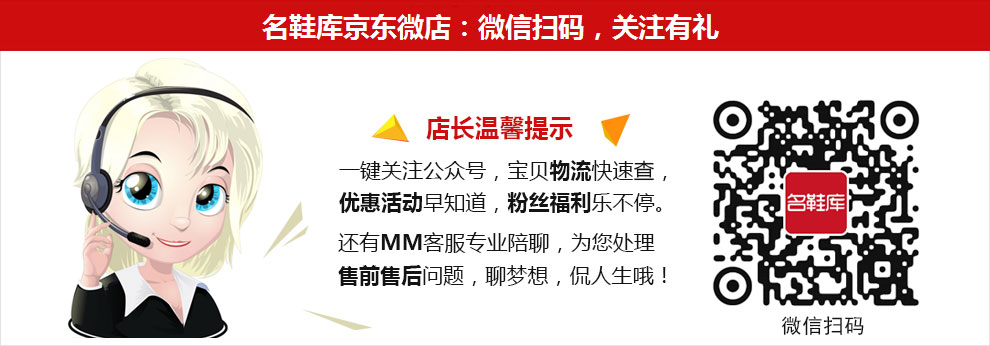 名鞋库京东微店：微信扫码，关注有礼
店长温馨提示
一键关注公众号，宝贝物流快速查，
优惠活动早知道，粉丝福利乐不停。
还有MM客服专业陪聊，为您处理
售前售后问题，聊梦想，侃人生哦！
名鞋库
微信扫码